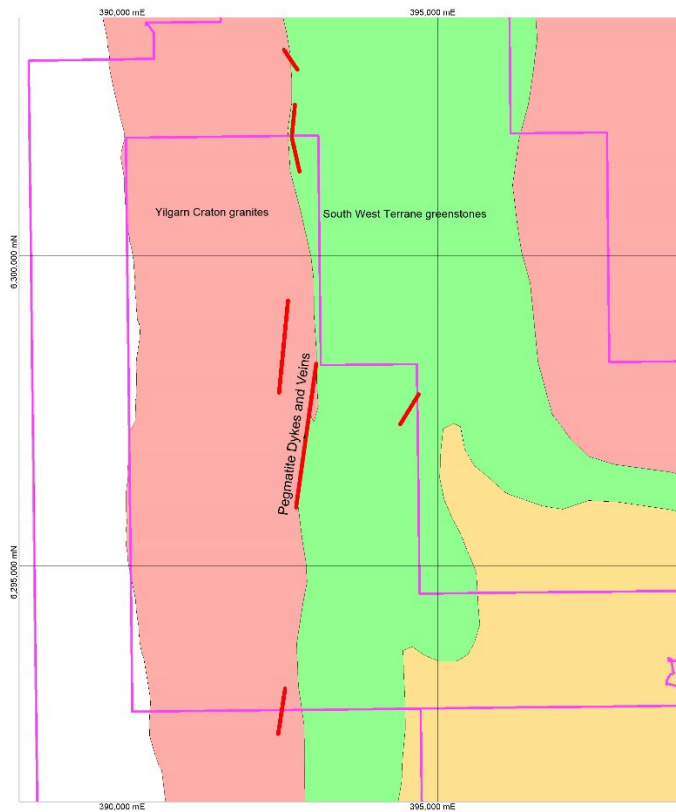 390,000 mE
395,000 mE
Yilgarn Craton granites
South West Terrane greenstones
6,300,000 mN
Pegmatite Dykes and Veins
6,295,000 mN
390,000 mE
395,000 mE